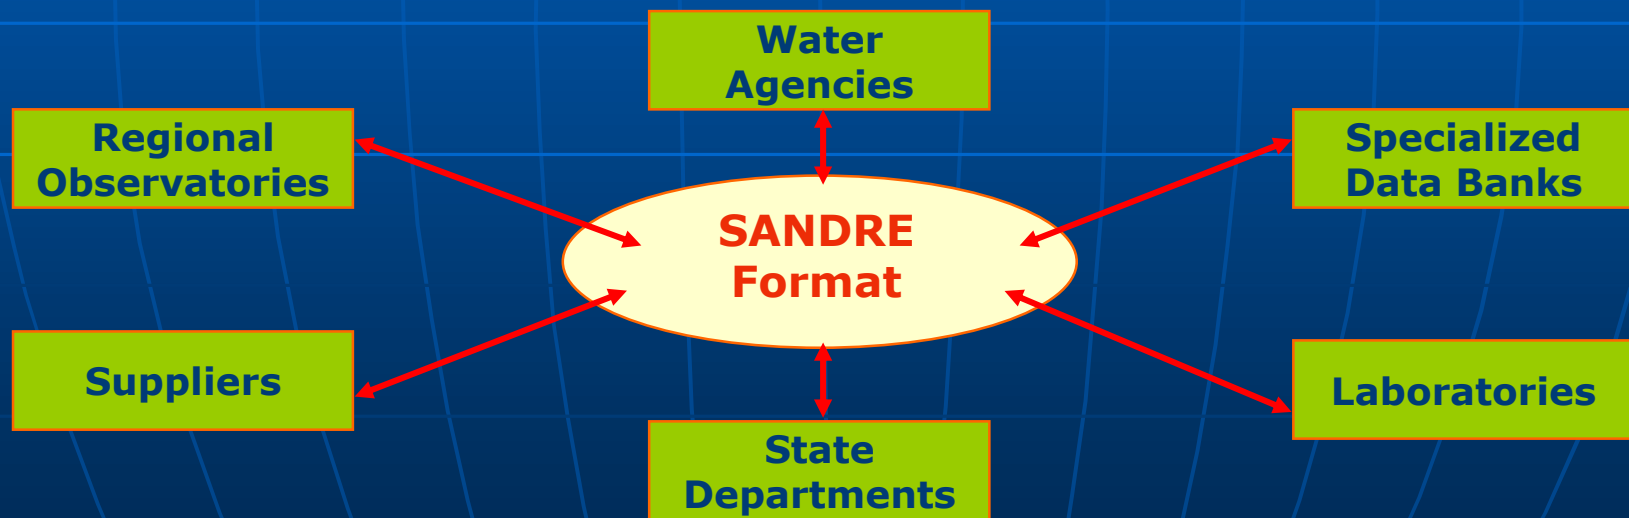 Water
Agencies
Regional
Observatories
Specialized
Data Banks
SANDRE
Format
Suppliers
Laboratories
State
Departments